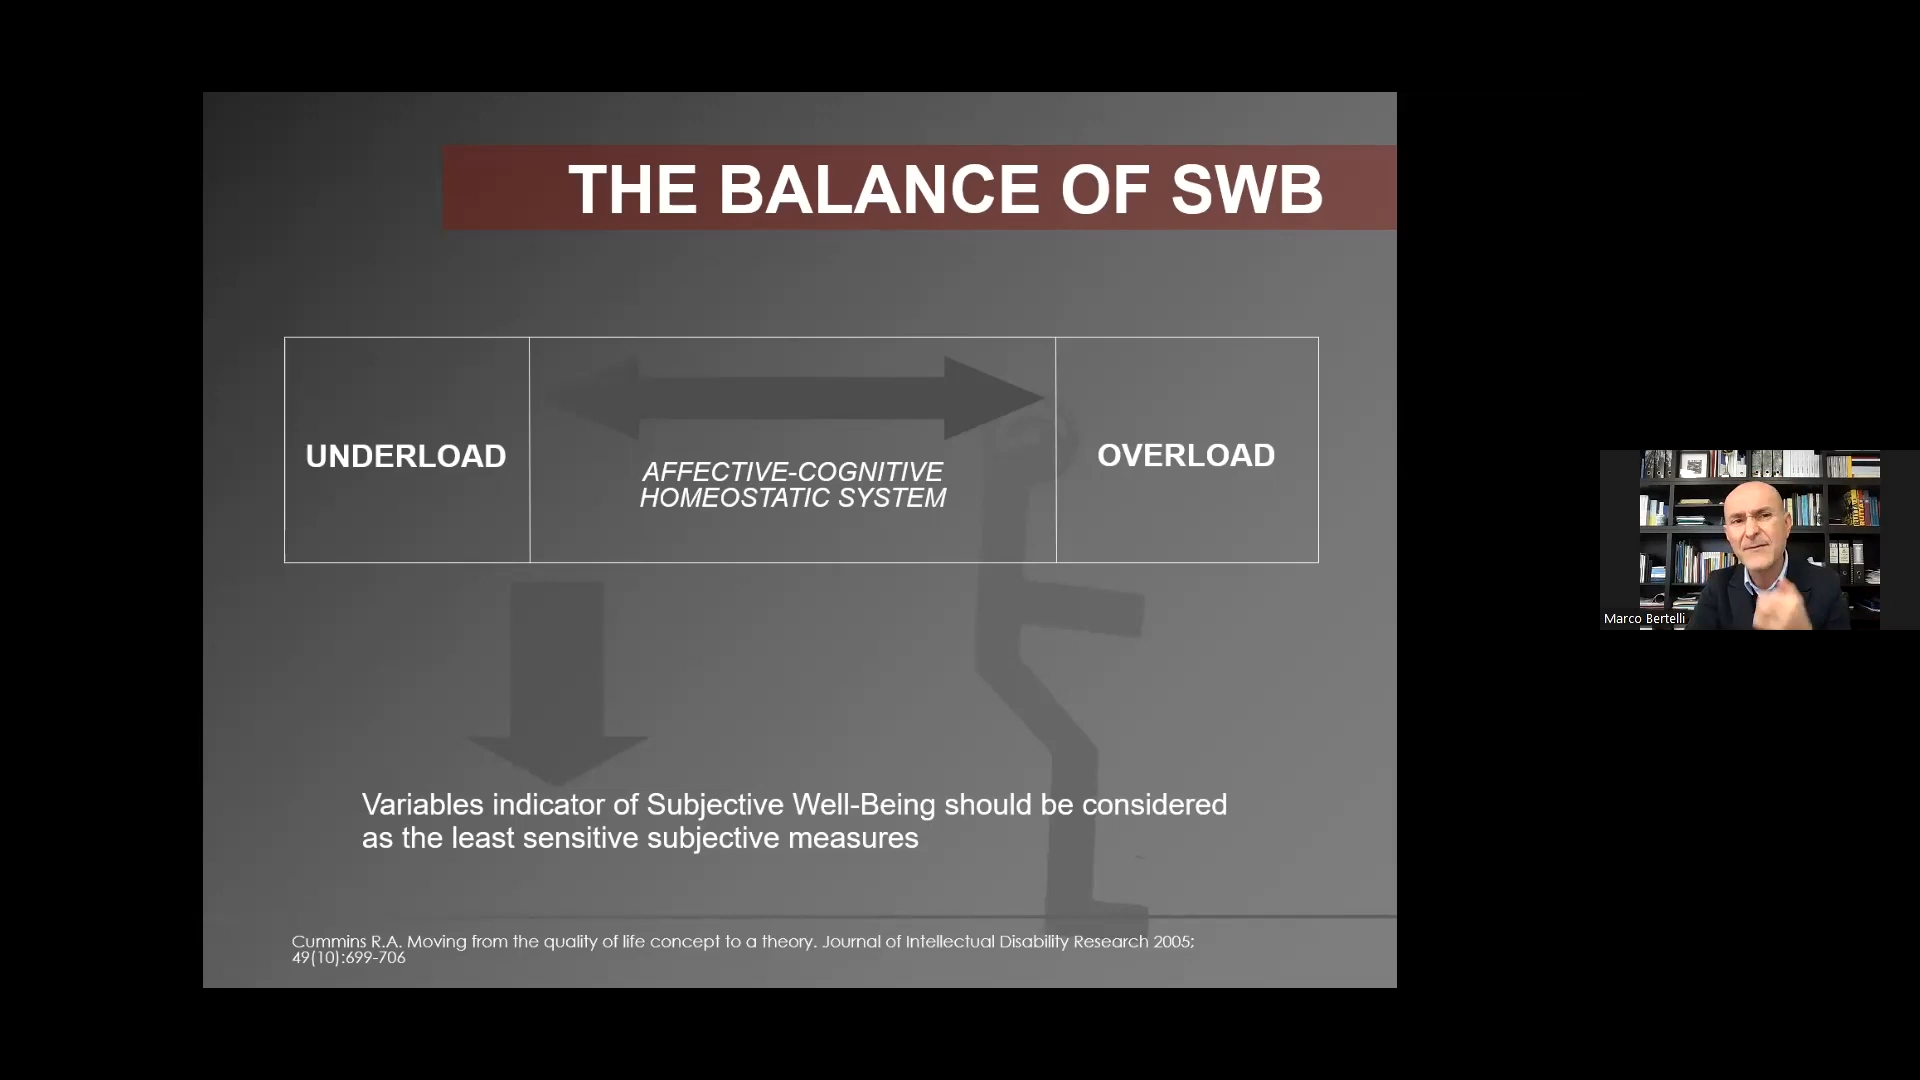 THE BALANCE OF SWB
UNDERLOAD
AFFECTIVE-COGNITIVE
HOMEOSTATIC SYSTEM
OVERLOAD
Variables indicator of Subjective Well-Being should be considered
as the least sensitive subjective measures
Cummins R.A. Moving from the quality of life concept to a theory. Journal of Intellectual Disability Research 2005;
49(10):699-706
Marco Bertelli